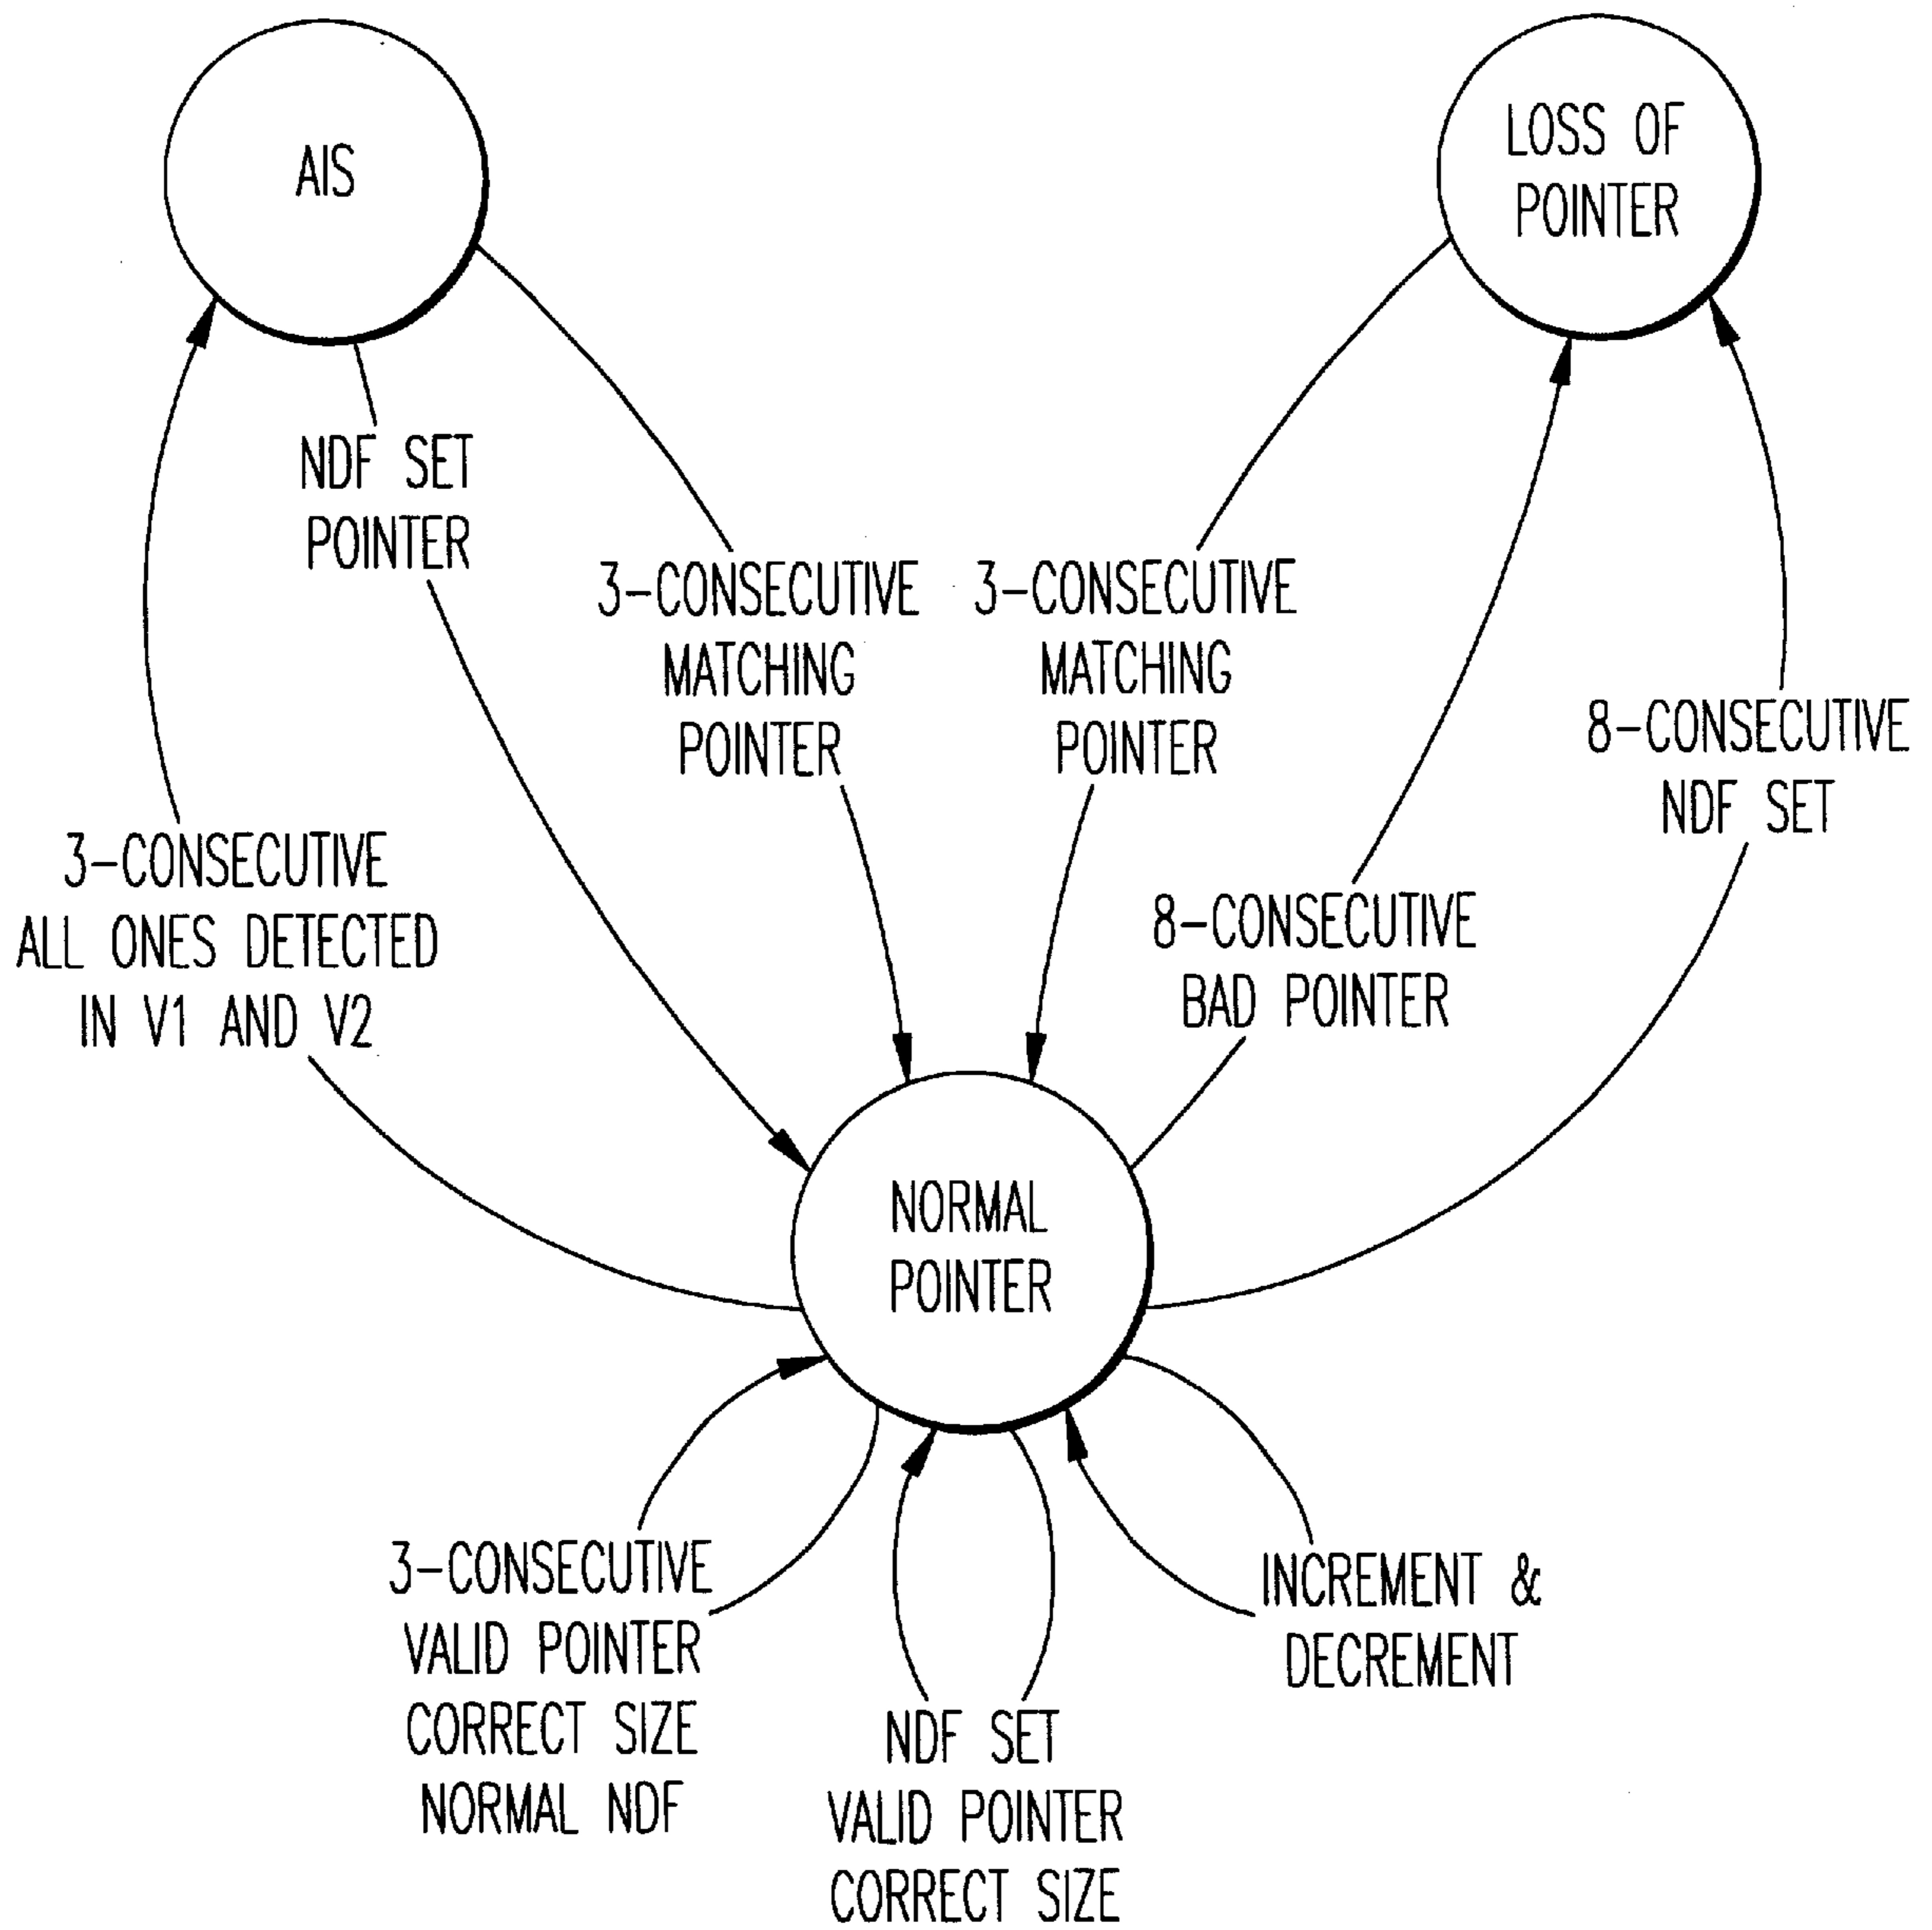 AIS
LOSS OF
POINTER
NDF SET
POINTER
3-CONSECUTIVE
MATCHING
POINTER
3-CONSECUTIVE
MATCHING
POINTER
8-CONSECUTIVE
NDF SET
3-CONSECUTIVE
ALL ONES DETECTED
IN V1 AND V2
8-CONSECUTIVE
BAD POINTER
NORMAL
POINTER
3-CONSECUTIVE
VALID POINTER
CORRECT SIZE
NORMAL NDF
NDF SET
VALID POINTER
CORRECT SIZE
INCREMENT &
DECREMENT